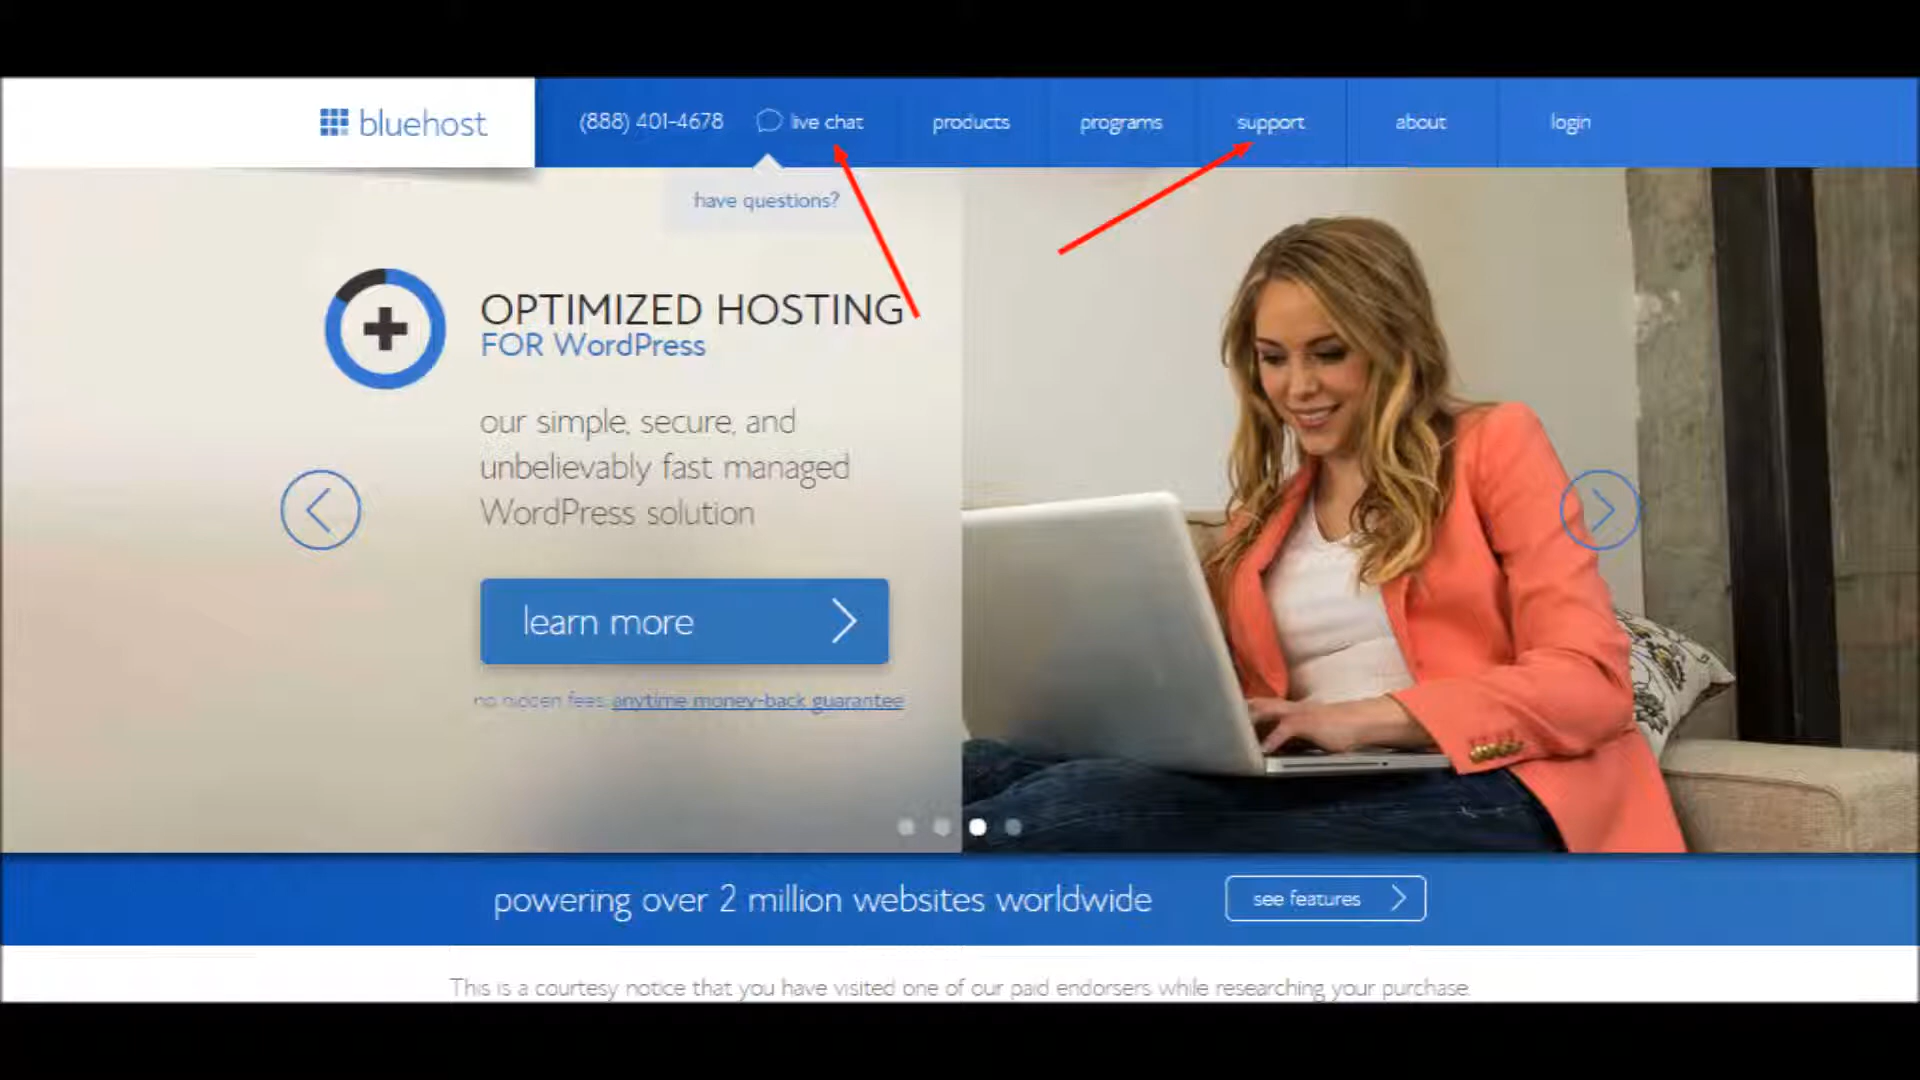 bluehost
(888) 401-4678
live chat
products
programs
support
about
login
have questions?
OPTIMIZED HOSTING
FOR WordPress
our simple, secure, and
unbelievably fast managed
WordPress solution
learn more
no hidden fees. anytime money-back guarantee
powering over 2 million websites worldwide
see features
This is a courtesy notice that you have visited one of our paid endorsers while researching your purchase.